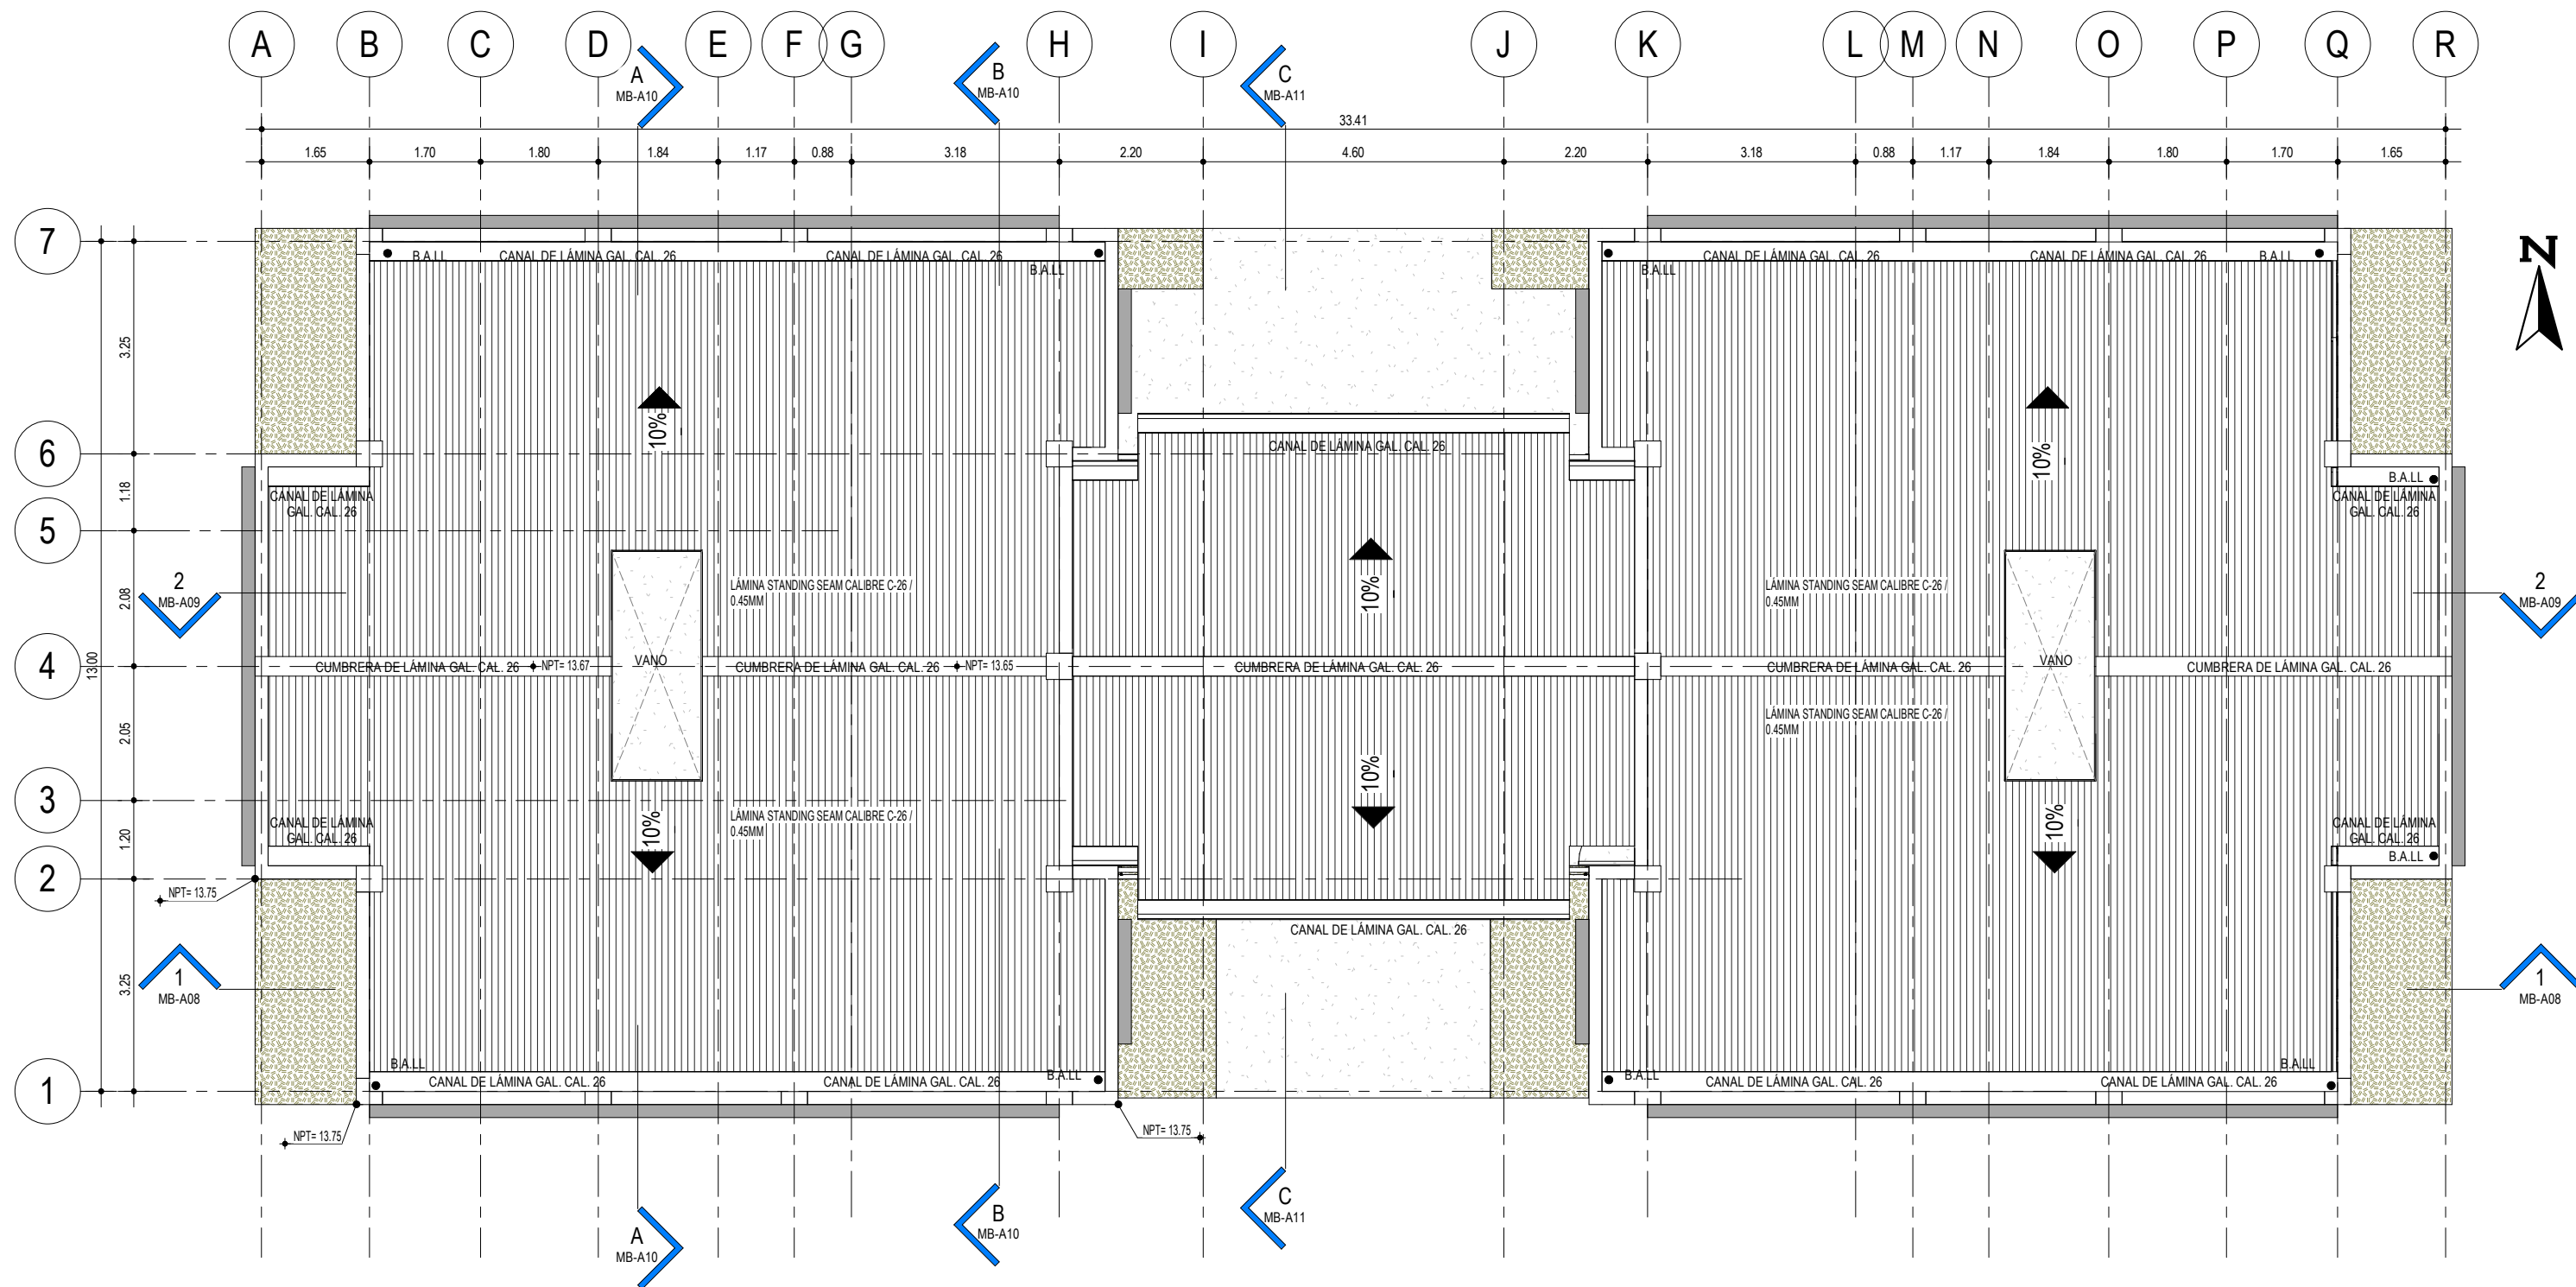 A B C D E F G H I J K L M N O P Q R
A
MB-A10
B
MB-A10
C
MB-A11
33.41
1.65 1.70 1.80 1.84 1.17 0.88 3.18 2.20 4.60 2.20 3.18 0.88 1.17 1.84 1.80 1.70 1.65
7
N
B.A.LL CANAL DE LÁMINA GAL. CAL. 26 CANAL DE LÁMINA GAL. CAL. 26 CANAL DE LÁMINA GAL. CAL. 26 CANAL DE LÁMINA GAL. CAL. 26 B.A.LL
B.A.LL B.A.LL
3.25
10% 10%
6
CANAL DE LÁMINA GAL. CAL. 26
B.A.LL
1.18
CANAL DE LÁMINA
GAL. CAL. 26
CANAL DE LÁMINA
GAL. CAL. 26
5
2
MB-A09
2.08
LÁMINA STANDING SEAM CALIBRE C-26 /
0.45MM
10%
LÁMINA STANDING SEAM CALIBRE C-26 /
0.45MM
2
MB-A09
4
13.00
CUMBRERA DE LÁMINA GAL. CAL. 26 NPT= 13.67 VANO CUMBRERA DE LÁMINA GAL. CAL. 26 NPT= 13.65 CUMBRERA DE LÁMINA GAL. CAL. 26 CUMBRERA DE LÁMINA GAL. CAL. 26 VANO CUMBRERA DE LÁMINA GAL. CAL. 26
2.05
LÁMINA STANDING SEAM CALIBRE C-26 /
0.45MM
10%
3
1.20
CANAL DE LÁMINA
GAL. CAL. 26
10%
LÁMINA STANDING SEAM CALIBRE C-26 /
0.45MM
10%
CANAL DE LÁMINA
GAL. CAL. 26
B.A.LL
2
NPT= 13.75
CANAL DE LÁMINA GAL. CAL. 26
1
MB-A08
3.25
1
MB-A08
B.A.LL B.A.LL
B.A.LL B.A.LL
1
CANAL DE LÁMINA GAL. CAL. 26 CANAL DE LÁMINA GAL. CAL. 26 CANAL DE LÁMINA GAL. CAL. 26 CANAL DE LÁMINA GAL. CAL. 26
NPT= 13.75 NPT= 13.75
A
MB-A10
B
MB-A10
C
MB-A11